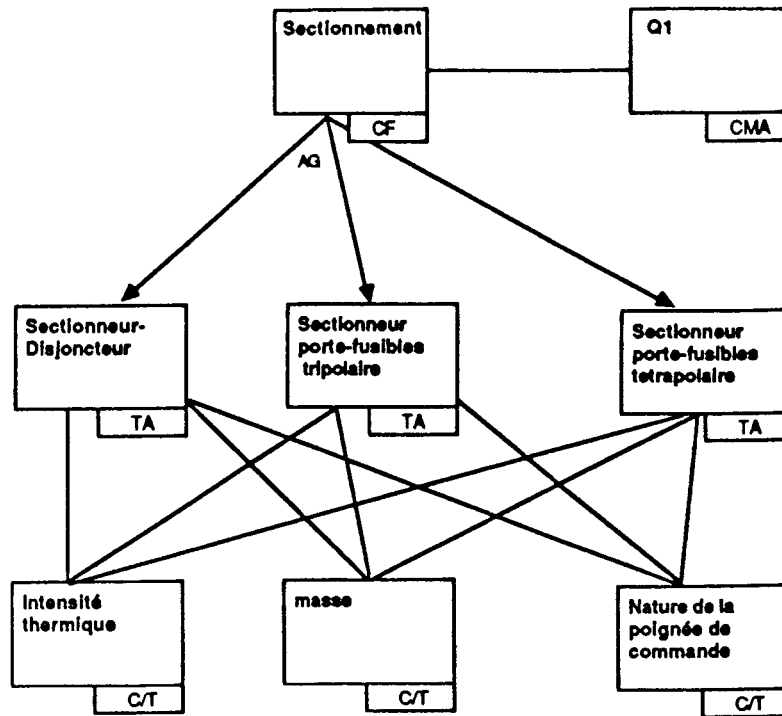 Sectionnement
Q1
CF
CMA
AG
Sectionneur-
Disjoncteur
Sectionneur
porte-fusibles
tripolaire
Sectionneur
porte-fusibles
tetrapolaire
TA
TA
TA
Intensité
thermique
masse
Nature de la
poignée de
commande
C/T
C/T
C/T